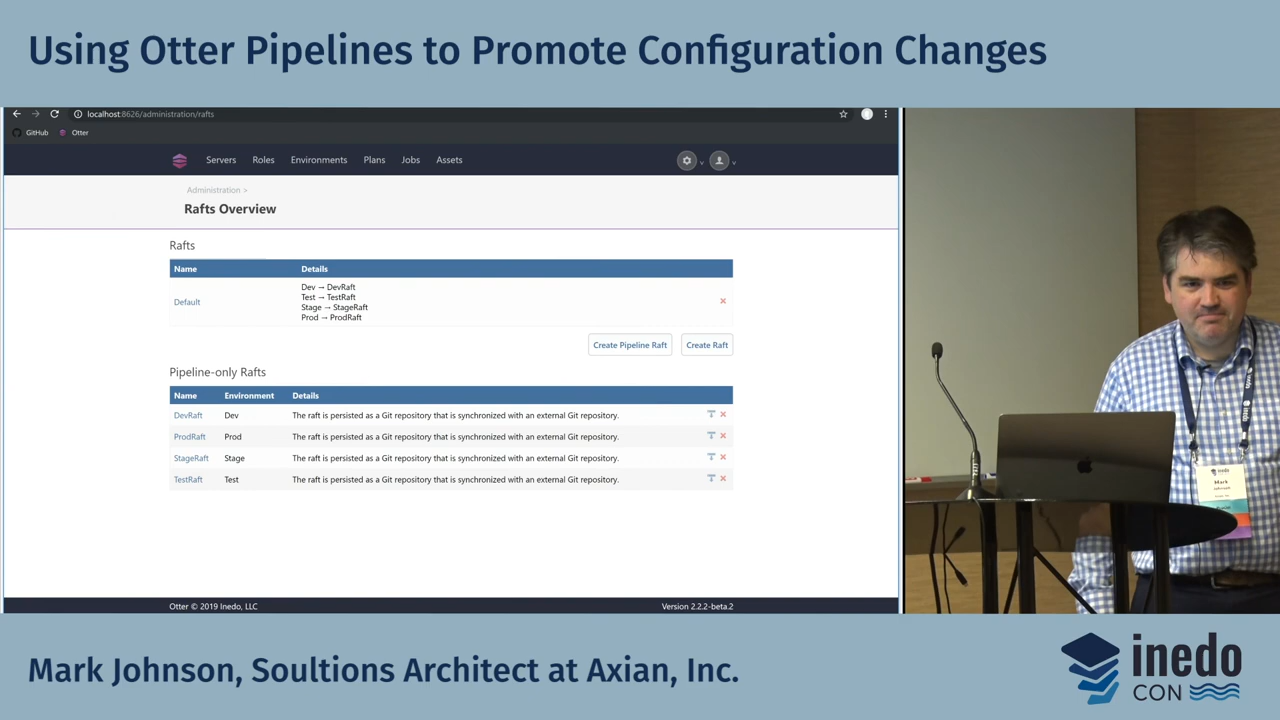 Using Otter Pipelines to Promote Configuration Changes
localhost:8626/administration/rafts
GitHub Otter
Servers Roles Environments Plans Jobs Assets
Administration >
Rafts Overview
Rafts
Name Details
Default
Dev → DevRaft
Test → TestRaft
Stage → StageRaft
Prod → ProdRaft
Create Pipeline Raft Create Raft
Pipeline-only Rafts
Name Environment Details
DevRaft Dev The raft is persisted as a Git repository that is synchronized with an external Git repository.
ProdRaft Prod The raft is persisted as a Git repository that is synchronized with an external Git repository.
StageRaft Stage The raft is persisted as a Git repository that is synchronized with an external Git repository.
TestRaft Test The raft is persisted as a Git repository that is synchronized with an external Git repository.
Otter © 2019 Inedo, LLC Version 2.2.2-beta.2
inedo
Mark
Mark Johnson, Soultions Architect at Axian, Inc.
inedo
CON